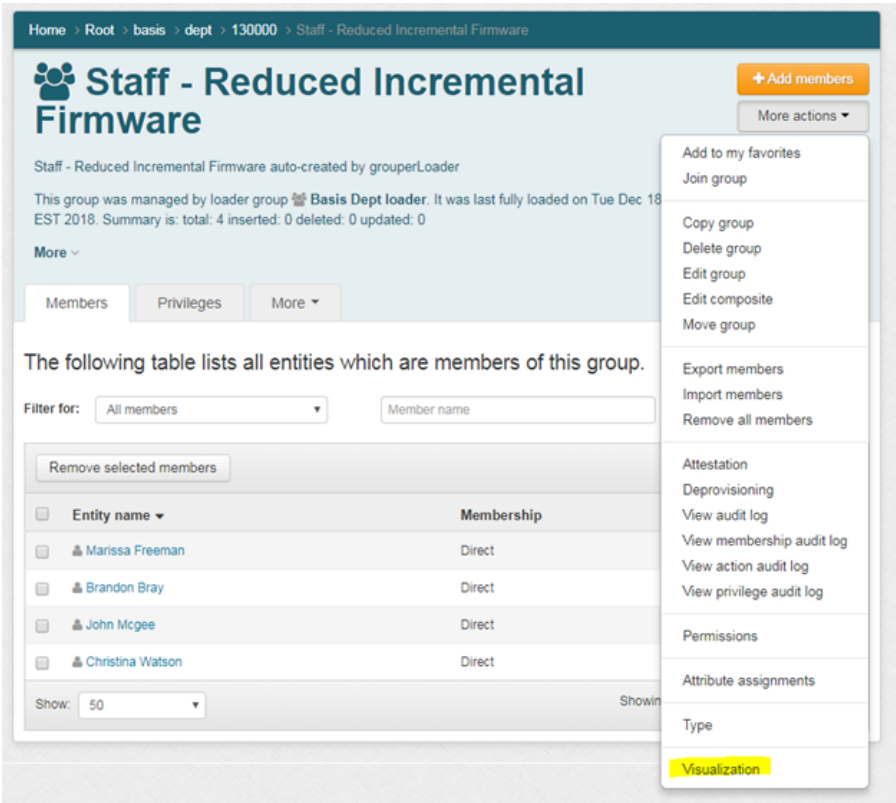 Home > Root > basis > dept > 130000 > Staff - Reduced Incremental Firmware
Staff - Reduced Incremental
Firmware
+ Add members
More actions
Staff - Reduced Incremental Firmware auto-created by grouperLoader
This group was managed by loader group Basis Dept loader. It was last fully loaded on Tue Dec 18
EST 2018. Summary is: total: 4 inserted: 0 deleted: 0 updated: 0
More
Members Privileges More
The following table lists all entities which are members of this group.
Filter for: All members Member name
Remove selected members
Entity name Membership
Marissa Freeman Direct
Brandon Bray Direct
John Mcgee Direct
Christina Watson Direct
Show: 50 Showin
Add to my favorites
Join group
Copy group
Delete group
Edit group
Edit composite
Move group
Export members
Import members
Remove all members
Attestation
Deprovisioning
View audit log
View membership audit log
View action audit log
View privilege audit log
Permissions
Attribute assignments
Type
Visualization